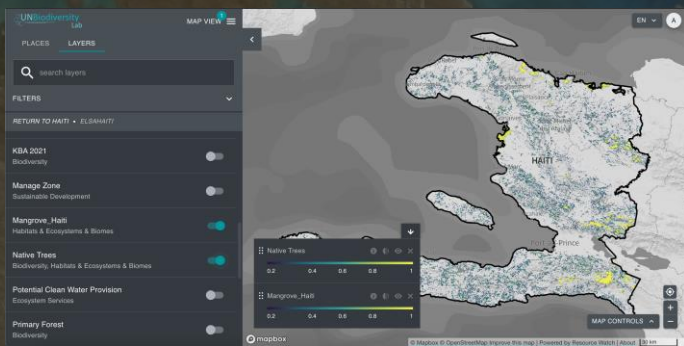 UNBiodiversity
Lab
MAP VIEW
1
PLACES
LAYERS
search layers
FILTERS
RETURN TO HAITI • ELSAHAITI
KBA 2021
Biodiversity
Manage Zone
Sustainable Development
Mangrove_Haiti
Habitats & Ecosystems & Biomes
Native Trees
Biodiversity, Habitats & Ecosystems & Biomes
Potential Clean Water Provision
Ecosystem Services
Primary Forest
Biodiversity
EN
A
HAITI
Port-au-Prince
Native Trees
0.2 0.4 0.6 0.8 1
Mangrove_Haiti
0.2 0.4 0.6 0.8 1
MAP CONTROLS
mapbox
© Mapbox © OpenStreetMap Improve this map | Powered by Resource Watch | About